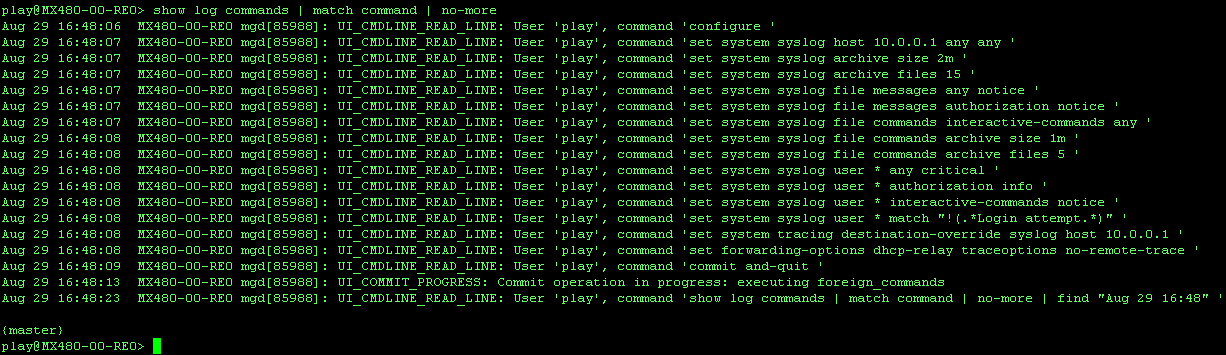 play@MX480-00-RE0> show log commands | match command | no-more
Aug 29 16:48:06  MX480-00-RE0 mgd[85988]: UI_CMDLINE_READ_LINE: User 'play', command 'configure '
Aug 29 16:48:07  MX480-00-RE0 mgd[85988]: UI_CMDLINE_READ_LINE: User 'play', command 'set system syslog host 10.0.0.1 any any '
Aug 29 16:48:07  MX480-00-RE0 mgd[85988]: UI_CMDLINE_READ_LINE: User 'play', command 'set system syslog archive size 2m '
Aug 29 16:48:07  MX480-00-RE0 mgd[85988]: UI_CMDLINE_READ_LINE: User 'play', command 'set system syslog archive files 15 '
Aug 29 16:48:07  MX480-00-RE0 mgd[85988]: UI_CMDLINE_READ_LINE: User 'play', command 'set system syslog file messages any notice '
Aug 29 16:48:07  MX480-00-RE0 mgd[85988]: UI_CMDLINE_READ_LINE: User 'play', command 'set system syslog file messages authorization notice '
Aug 29 16:48:07  MX480-00-RE0 mgd[85988]: UI_CMDLINE_READ_LINE: User 'play', command 'set system syslog file commands interactive-commands any '
Aug 29 16:48:08  MX480-00-RE0 mgd[85988]: UI_CMDLINE_READ_LINE: User 'play', command 'set system syslog file commands archive size 1m '
Aug 29 16:48:08  MX480-00-RE0 mgd[85988]: UI_CMDLINE_READ_LINE: User 'play', command 'set system syslog file commands archive files 5 '
Aug 29 16:48:08  MX480-00-RE0 mgd[85988]: UI_CMDLINE_READ_LINE: User 'play', command 'set system syslog user * any critical '
Aug 29 16:48:08  MX480-00-RE0 mgd[85988]: UI_CMDLINE_READ_LINE: User 'play', command 'set system syslog user * authorization info '
Aug 29 16:48:08  MX480-00-RE0 mgd[85988]: UI_CMDLINE_READ_LINE: User 'play', command 'set system syslog user * interactive-commands notice '
Aug 29 16:48:08  MX480-00-RE0 mgd[85988]: UI_CMDLINE_READ_LINE: User 'play', command 'set system syslog user * match "!(.*Login attempt.*)" '
Aug 29 16:48:08  MX480-00-RE0 mgd[85988]: UI_CMDLINE_READ_LINE: User 'play', command 'set system tracing destination-override syslog host 10.0.0.1 '
Aug 29 16:48:08  MX480-00-RE0 mgd[85988]: UI_CMDLINE_READ_LINE: User 'play', command 'set forwarding-options dhcp-relay traceoptions no-remote-trace '
Aug 29 16:48:09  MX480-00-RE0 mgd[85988]: UI_CMDLINE_READ_LINE: User 'play', command 'commit and-quit '
Aug 29 16:48:13  MX480-00-RE0 mgd[85988]: UI_COMMIT_PROGRESS: Commit operation in progress: executing foreign_commands
Aug 29 16:48:23  MX480-00-RE0 mgd[85988]: UI_CMDLINE_READ_LINE: User 'play', command 'show log commands | match command | no-more | find "Aug 29 16:48" '
{master}
play@MX480-00-RE0>